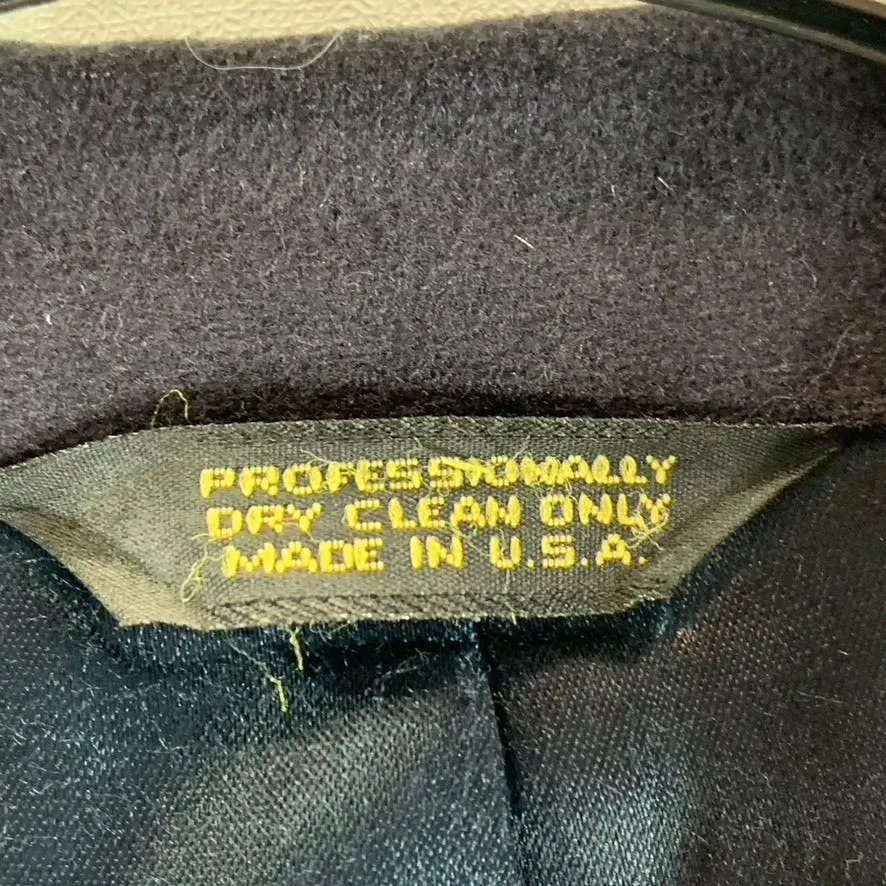 PROFESSIONALLY
DRY CLEAN ONLY
MADE IN U.S.A.